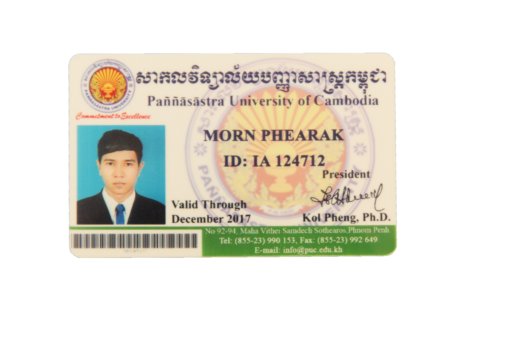 សាកលវិទ្យាល័យបញ្ញាសាស្ត្រកម្ពុជា
Paññāsāstra University of Cambodia
Commitment to Excellence
MORN PHEARAK
ID: IA 124712
President
Valid Through
December 2017
Kol Pheng, Ph.D.
No 92-94, Maha Vithei Samdech Sothearos, Phnom Penh
Tel: (855-23) 990 153, Fax: (855-23) 992 649
E-mail: info@puc.edu.kh